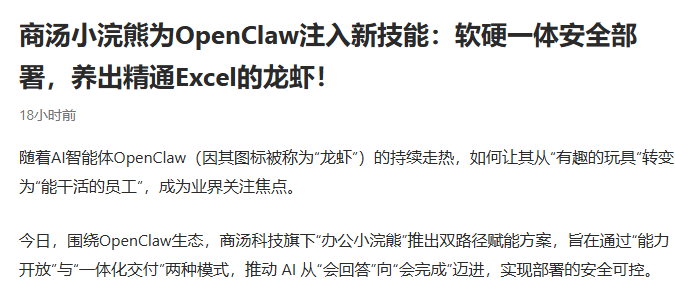 商汤小浣熊为OpenClaw注入新技能：软硬一体安全部
署，养出精通Excel的龙虾！
18小时前
随着AI智能体OpenClaw（因其图标被称为“龙虾”）的持续走热，如何让其从“有趣的玩具”转变
为“能干活的员工”，成为业界关注焦点。
今日，围绕OpenClaw生态，商汤科技旗下“办公小浣熊”推出双路径赋能方案，旨在通过“能力
开放”与“一体化交付”两种模式，推动 AI 从“会回答”向“会完成”迈进，实现部署的安全可控。